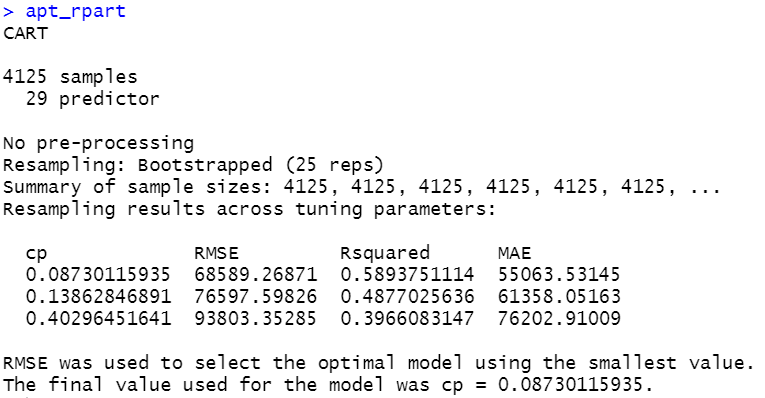 > apt_rpart
CART

4125 samples
  29 predictor

No pre-processing
Resampling: Bootstrapped (25 reps)
Summary of sample sizes: 4125, 4125, 4125, 4125, 4125, 4125, ...
Resampling results across tuning parameters:

  cp             RMSE         Rsquared      MAE
  0.08730115935  68589.26871  0.5893751114  55063.53145
  0.13862846891  76597.59826  0.4877025636  61358.05163
  0.40296451641  93803.35285  0.3966083147  76202.91009

RMSE was used to select the optimal model using the smallest value.
The final value used for the model was cp = 0.08730115935.